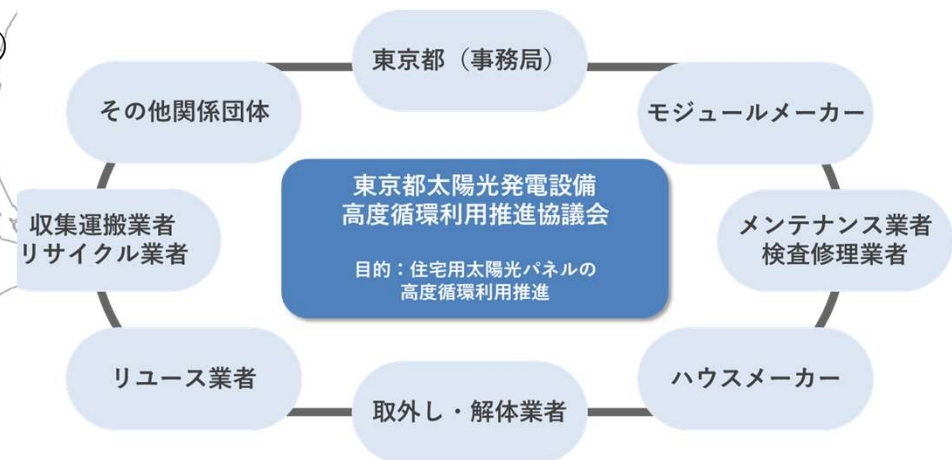 東京都（事務局）
その他関係団体
モジュールメーカー
東京都太陽光発電設備
高度循環利用推進協議会
目的：住宅用太陽光パネルの
高度循環利用推進
収集運搬業者
リサイクル業者
メンテナンス業者
検査修理業者
リユース業者
ハウスメーカー
取外し・解体業者